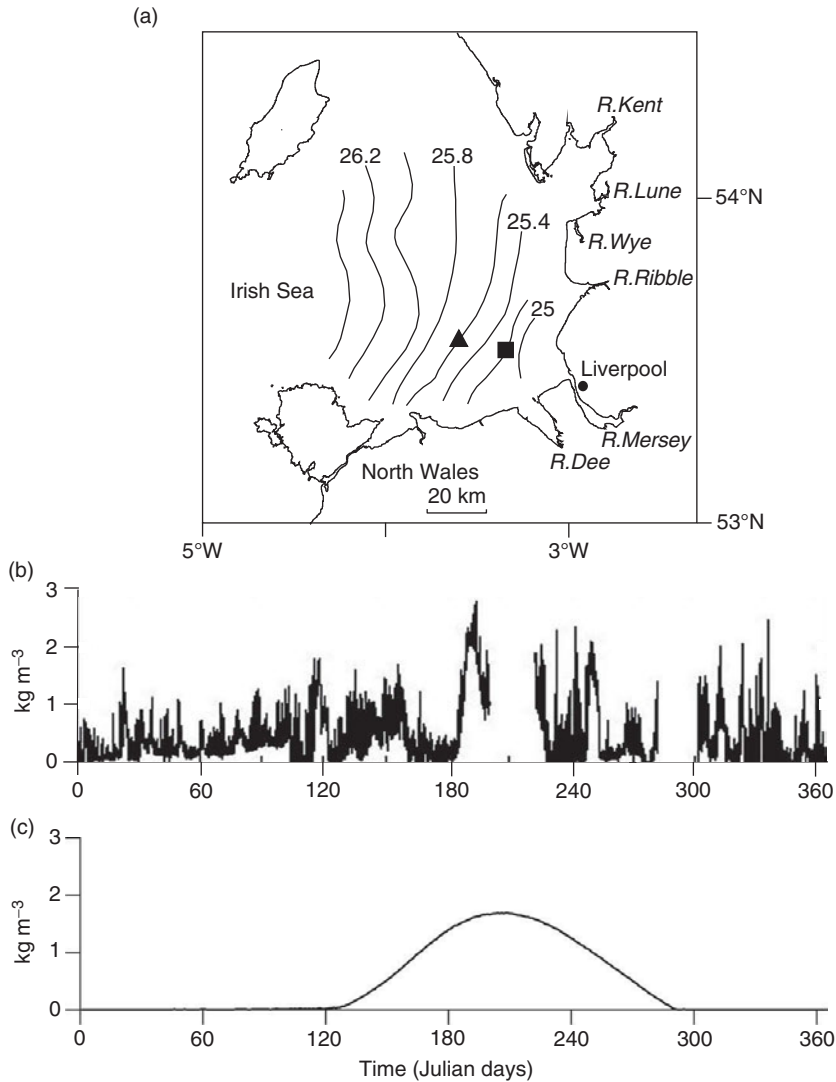 (a)
R.Kent
26.2
25.8
R.Lune
54°N
25.4
R.Wye
R.Ribble
Irish Sea
25
Liverpool
R.Mersey
R.Dee
North Wales
20 km
53°N
5°W
3°W
(b)
3
2
1
0
kg m⁻³
0 60 120 180 240 300 360
(c)
3
2
1
0
kg m⁻³
0 60 120 180 240 300 360
Time (Julian days)